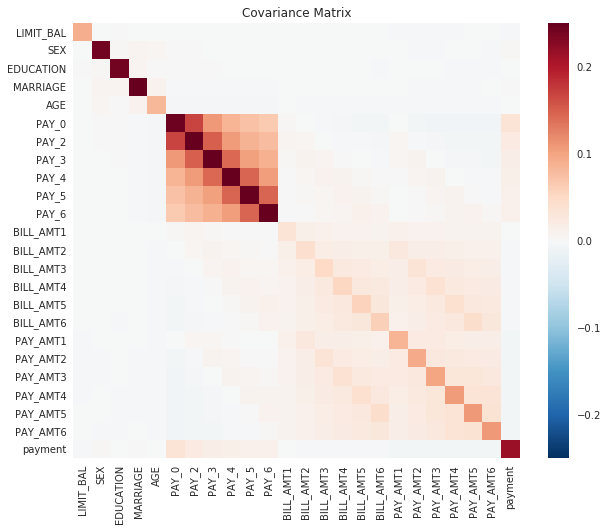 Covariance Matrix
LIMIT_BAL
SEX
EDUCATION
MARRIAGE
AGE
PAY_0
PAY_2
PAY_3
PAY_4
PAY_5
PAY_6
BILL_AMT1
BILL_AMT2
BILL_AMT3
BILL_AMT4
BILL_AMT5
BILL_AMT6
PAY_AMT1
PAY_AMT2
PAY_AMT3
PAY_AMT4
PAY_AMT5
PAY_AMT6
payment
LIMIT_BAL
SEX
EDUCATION
MARRIAGE
AGE
PAY_0
PAY_2
PAY_3
PAY_4
PAY_5
PAY_6
BILL_AMT1
BILL_AMT2
BILL_AMT3
BILL_AMT4
BILL_AMT5
BILL_AMT6
PAY_AMT1
PAY_AMT2
PAY_AMT3
PAY_AMT4
PAY_AMT5
PAY_AMT6
payment
0.2
0.1
0.0
−0.1
−0.2